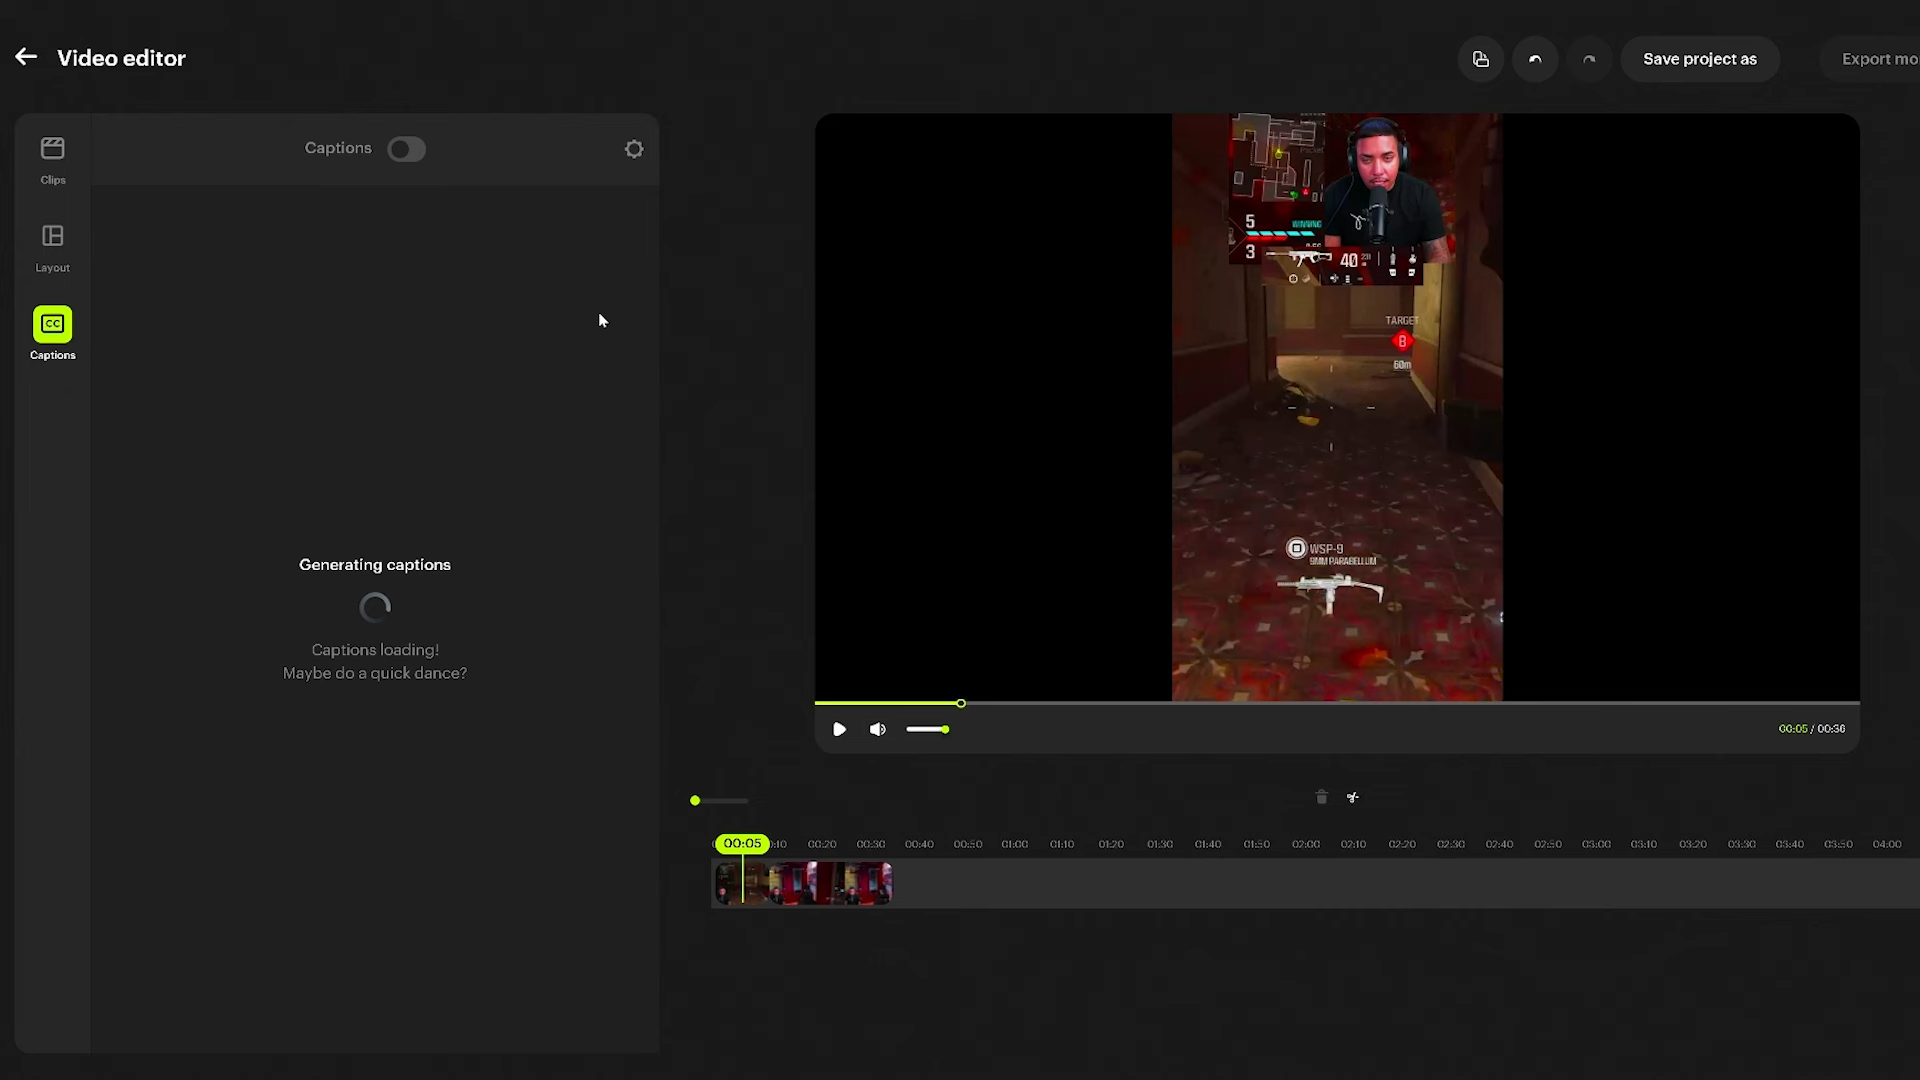 Video editor
Save project as
Export mo
Clips
Layout
CC
Captions
Captions
Generating captions
Captions loading!
Maybe do a quick dance?
5
WINNING
3
40
TARGET
B
60m
WSP-9
9MM PARABELLUM
00:05 / 00:36
00:05 :10 00:20 00:30 00:40 00:50 01:00 01:10 01:20 01:30 01:40 01:50 02:00 02:10 02:20 02:30 02:40 02:50 03:00 03:10 03:20 03:30 03:40 03:50 04:00